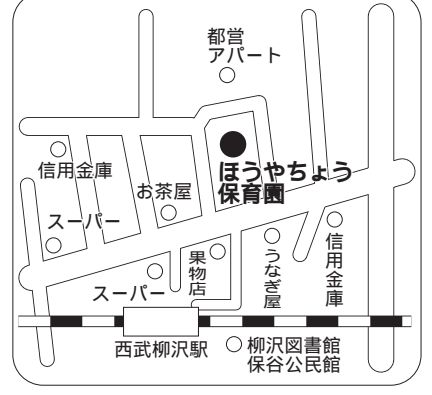 都営
アパート
信用金庫
ほうやちょう
保育園
お茶屋
スーパー
果物店
うなぎ屋
信用金庫
スーパー
西武柳沢駅
柳沢図書館
保谷公民館